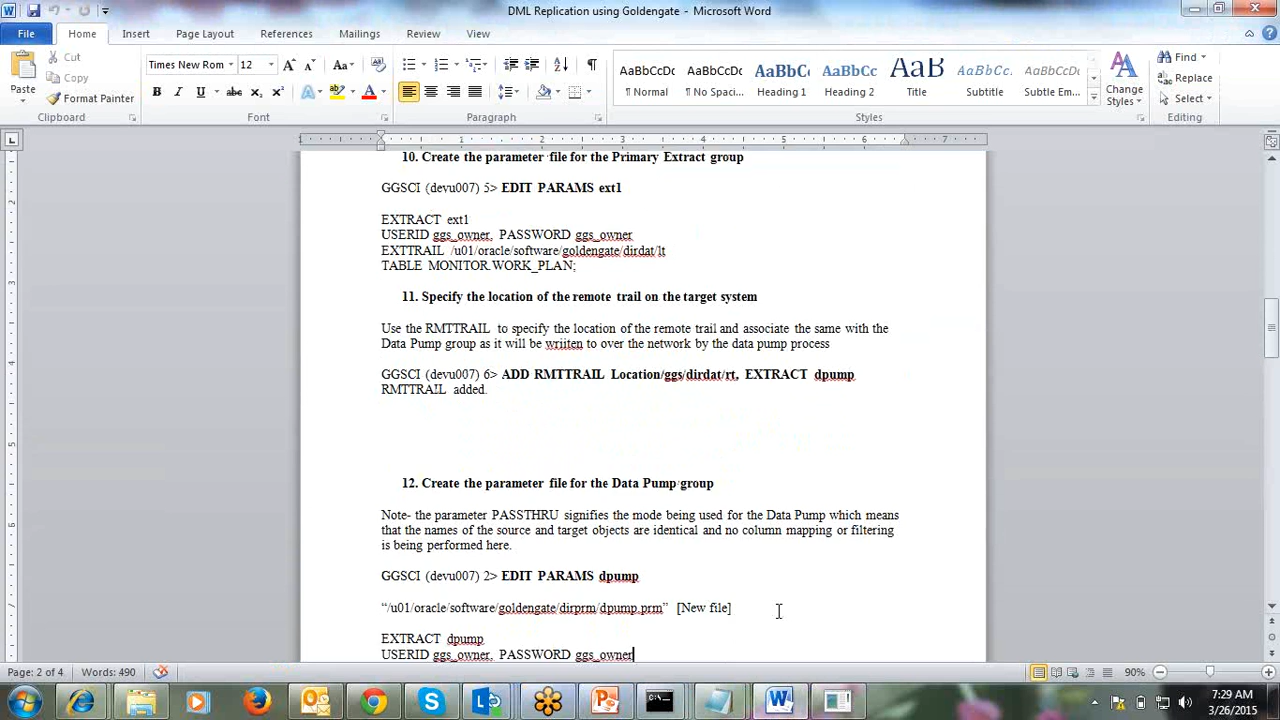 DML Replication using Goldengate - Microsoft Word
File Home Insert Page Layout References Mailings Review View
Cut
Copy
Format Painter
Paste
Clipboard
Times New Rom 12
Font
Paragraph
AaBbCcDc AaBbCcDc AaBbCc AaBbCc AaB AaBbCcL AaBbCcDc
¶ Normal ¶ No Spaci... Heading 1 Heading 2 Title Subtitle Subtle Em...
Styles
Change Styles
Find
Replace
Select
Editing
10. Create the parameter file for the Primary Extract group
GGSCI (devu007) 5> EDIT PARAMS ext1
EXTRACT ext1
USERID ggs_owner, PASSWORD ggs_owner
EXTTRAIL /u01/oracle/software/goldengate/dirdat/lt
TABLE MONITOR.WORK_PLAN;
11. Specify the location of the remote trail on the target system
Use the RMTTRAIL to specify the location of the remote trail and associate the same with the
Data Pump group as it will be wriiten to over the network by the data pump process
GGSCI (devu007) 6> ADD RMTTRAIL Location/ggs/dirdat/rt, EXTRACT dpump
RMTTRAIL added.
12. Create the parameter file for the Data Pump group
Note- the parameter PASSTHRU signifies the mode being used for the Data Pump which means
that the names of the source and target objects are identical and no column mapping or filtering
is being performed here.
GGSCI (devu007) 2> EDIT PARAMS dpump
“/u01/oracle/software/goldengate/dirprm/dpump.prm” [New file]
EXTRACT dpump
USERID ggs_owner, PASSWORD ggs_owner
Page: 2 of 4 Words: 490 90%
7:29 AM
3/26/2015